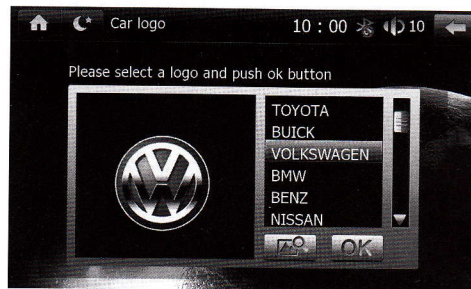 Car logo 10 : 00 10
Please select a logo and push ok button
TOYOTA
BUICK
VOLKSWAGEN
BMW
BENZ
NISSAN
OK